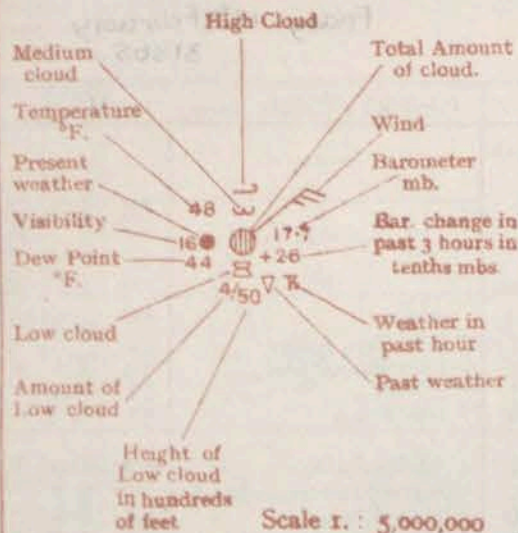 High Cloud
Medium
cloud
Total Amount
of cloud.
Temperature
°F.
Wind
Present
weather
Barometer
mb.
48
Visibility
16
17.9
Bar. change in
past 3 hours in
tenths mbs.
Dew Point
°F.
44
+26
4/50
Low cloud
Weather in
past hour
Amount of
Low cloud
Past weather
Height of
Low cloud
in hundreds
of feet
Scale 1. : 5,000,000